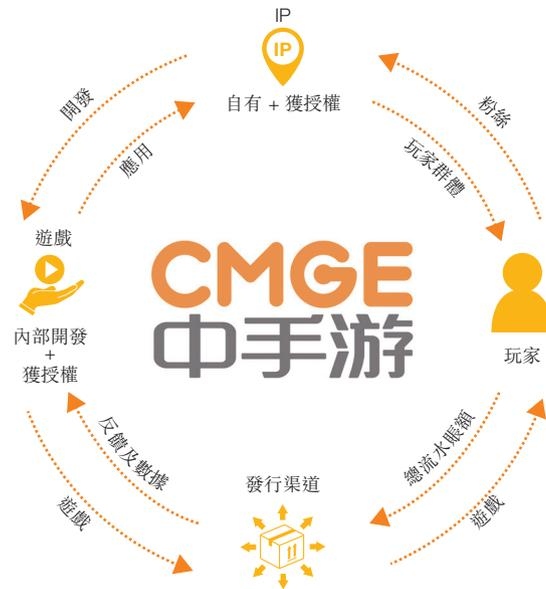 IP
IP
自有 + 獲授權
開發
應用
粉絲
玩家群體
遊戲
內部開發
+
獲授權
CMGE
中手游
玩家
反饋及數據
遊戲
發行渠道
總流水賬額
遊戲